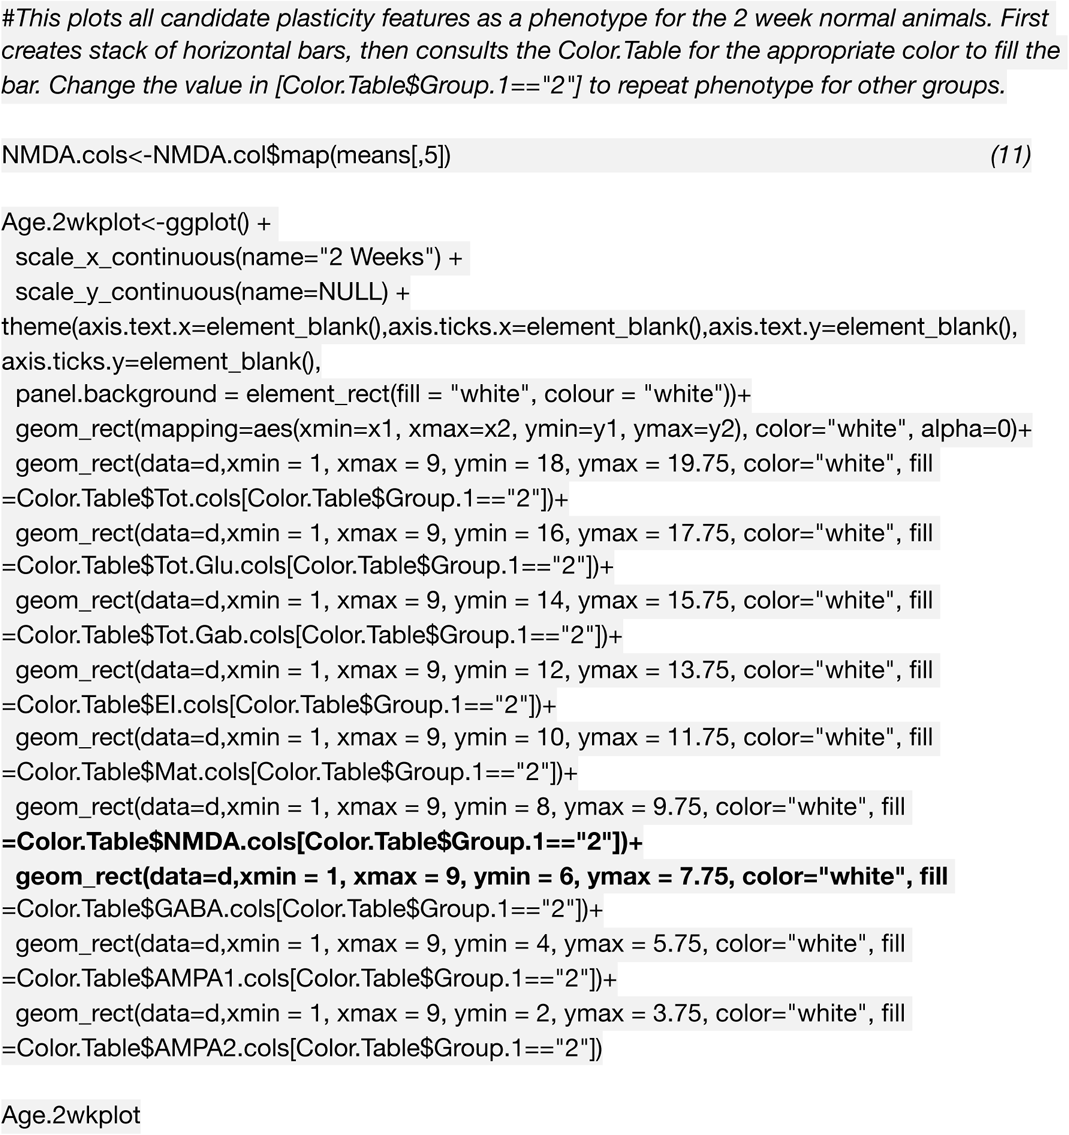 #This plots all candidate plasticity features as a phenotype for the 2 week normal animals. First
creates stack of horizontal bars, then consults the Color.Table for the appropriate color to fill the
bar. Change the value in [Color.Table$Group.1=="2"] to repeat phenotype for other groups.
NMDA.cols<-NMDA.col$map(means[,5]) (11)
Age.2wkplot<-ggplot() +
scale_x_continuous(name="2 Weeks") +
scale_y_continuous(name=NULL) +
theme(axis.text.x=element_blank(),axis.ticks.x=element_blank(),axis.text.y=element_blank(),
axis.ticks.y=element_blank(),
panel.background = element_rect(fill = "white", colour = "white"))+
geom_rect(mapping=aes(xmin=x1, xmax=x2, ymin=y1, ymax=y2), color="white", alpha=0)+
geom_rect(data=d,xmin = 1, xmax = 9, ymin = 18, ymax = 19.75, color="white", fill
=Color.Table$Tot.cols[Color.Table$Group.1=="2"])+
geom_rect(data=d,xmin = 1, xmax = 9, ymin = 16, ymax = 17.75, color="white", fill
=Color.Table$Tot.Glu.cols[Color.Table$Group.1=="2"])+
geom_rect(data=d,xmin = 1, xmax = 9, ymin = 14, ymax = 15.75, color="white", fill
=Color.Table$Tot.Gab.cols[Color.Table$Group.1=="2"])+
geom_rect(data=d,xmin = 1, xmax = 9, ymin = 12, ymax = 13.75, color="white", fill
=Color.Table$EI.cols[Color.Table$Group.1=="2"])+
geom_rect(data=d,xmin = 1, xmax = 9, ymin = 10, ymax = 11.75, color="white", fill
=Color.Table$Mat.cols[Color.Table$Group.1=="2"])+
geom_rect(data=d,xmin = 1, xmax = 9, ymin = 8, ymax = 9.75, color="white", fill
=Color.Table$NMDA.cols[Color.Table$Group.1=="2"])+
geom_rect(data=d,xmin = 1, xmax = 9, ymin = 6, ymax = 7.75, color="white", fill
=Color.Table$GABA.cols[Color.Table$Group.1=="2"])+
geom_rect(data=d,xmin = 1, xmax = 9, ymin = 4, ymax = 5.75, color="white", fill
=Color.Table$AMPA1.cols[Color.Table$Group.1=="2"])+
geom_rect(data=d,xmin = 1, xmax = 9, ymin = 2, ymax = 3.75, color="white", fill
=Color.Table$AMPA2.cols[Color.Table$Group.1=="2"])
Age.2wkplot